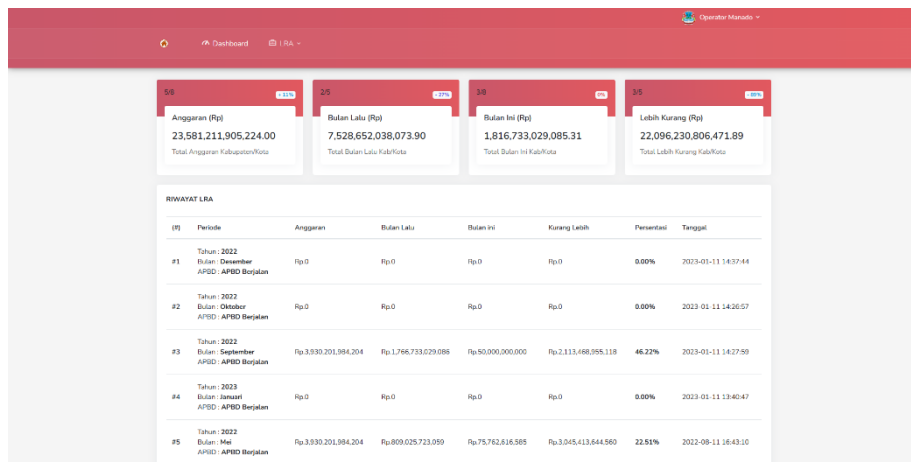 Operator Manado
Dashboard LRA
5/6
- 11%
Anggaran (Rp)
23,581,211,905,224.00
Total Anggaran Kabupaten/Kota
2/5
- 27%
Bulan Lalu (Rp)
7,528,652,038,073.90
Total Bulan Lalu Kab/Kota
3/8
0%
Bulan Ini (Rp)
1,816,733,029,085.31
Total Bulan Ini Kab/Kota
3/5
Lebih Kurang (Rp)
22,096,230,806,471.89
Total Lebih Kurang Kab/Kota
RIWAYAT LRA
(#) Periode Anggaran Bulan Lalu Bulan ini Kurang Lebih Persentasi Tanggal
Tahun : 2022
#1 Bulan : Desember Rp.0 Rp.0 Rp.0 Rp.0 0.00% 2023-01-11 14:37:44
APBD : APBD Berjalan
Tahun : 2022
#2 Bulan : Oktober Rp.0 Rp.0 Rp.0 Rp.0 0.00% 2023-01-11 14:20:57
APBD : APBD Berjalan
Tahun : 2022
#3 Bulan : September Rp.3,930,201,984,204 Rp.1,766,733,029,086 Rp.50,000,000,000 Rp.2,113,468,955,118 46.22% 2023-01-11 14:27:59
APBD : APBD Berjalan
Tahun : 2023
#4 Bulan : Januari Rp.0 Rp.0 Rp.0 Rp.0 0.00% 2023-01-11 13:40:47
APBD : APBD Berjalan
Tahun : 2022
#5 Bulan : Mei Rp.3,930,201,984,204 Rp.809,025,723,059 Rp.75,762,616,585 Rp.3,045,413,644,560 22.51% 2022-08-11 16:43:10
APBD : APBD Berjalan